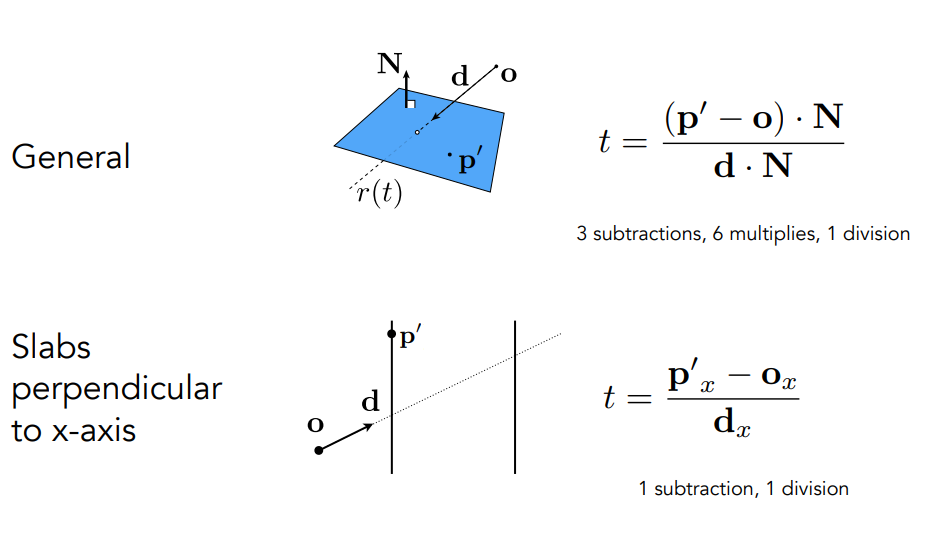 N
d
o
General
p′
r(t)
t = (p′ − o) · N / d · N
3 subtractions, 6 multiplies, 1 division
Slabs
perpendicular
to x-axis
p′
d
o
t = p′ₓ − oₓ / dₓ
1 subtraction, 1 division